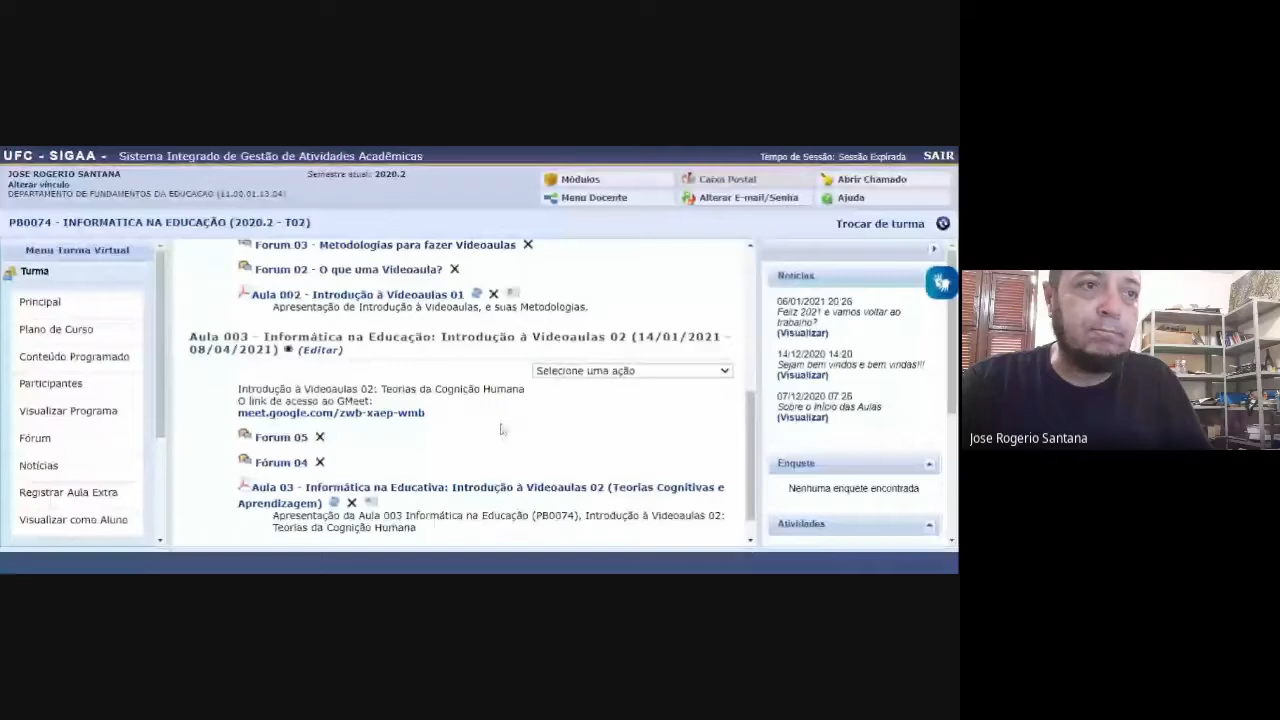 UFC - SIGAA - Sistema Integrado de Gestão de Atividades Acadêmicas
Tempo de Sessão: Sessão Expirada SAIR
JOSE ROGERIO SANTANA
Alterar vínculo
DEPARTAMENTO DE FUNDAMENTOS DA EDUCAÇÃO (11.00.01.13.04)
Semestre atual: 2020.2
Módulos
Caixa Postal
Abrir Chamado
Menu Docente
Alterar E-mail/Senha
Ajuda
PB0074 - INFORMATICA NA EDUCAÇÃO (2020.2 - T02)
Trocar de turma
Menu Turma Virtual
Turma
Principal
Plano de Curso
Conteúdo Programado
Participantes
Visualizar Programa
Fórum
Notícias
Registrar Aula Extra
Visualizar como Aluno
Forum 03 - Metodologias para fazer Videoaulas
Forum 02 - O que uma Videoaula?
Aula 002 - Introdução à Vídeoaulas 01
Apresentação de Introdução à Videoaulas, e suas Metodologias.
Aula 003 - Informática na Educação: Introdução à Videoaulas 02 (14/01/2021 -
08/04/2021) (Editar)
Selecione uma ação
Introdução à Videoaulas 02: Teorias da Cognição Humana
O link de acesso ao GMeet:
meet.google.com/zwb-xaep-wmb
Forum 05
Fórum 04
Aula 03 - Informática na Educativa: Introdução à Videoaulas 02 (Teorias Cognitivas e
Aprendizagem)
Apresentação da Aula 003 Informática na Educação (PB0074), Introdução à Videoaulas 02:
Teorias da Cognição Humana
Notícias
06/01/2021 20:26
Feliz 2021 e vamos voltar ao
trabalho?
(Visualizar)
14/12/2020 14:20
Sejam bem vindos e bem vindas!!!
(Visualizar)
07/12/2020 07:26
Sobre o Início das Aulas
(Visualizar)
Enquete
Nenhuma enquete encontrada
Atividades
Jose Rogerio Santana